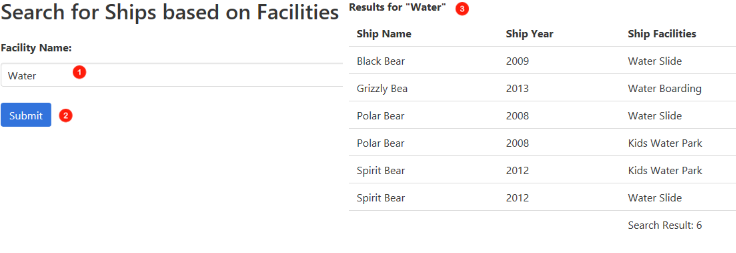 Search for Ships based on Facilities
Facility Name:
Water 1
Submit 2
Results for "Water" 3
Ship Name Ship Year Ship Facilities
Black Bear 2009 Water Slide
Grizzly Bea 2013 Water Boarding
Polar Bear 2008 Water Slide
Polar Bear 2008 Kids Water Park
Spirit Bear 2012 Kids Water Park
Spirit Bear 2012 Water Slide
Search Result: 6